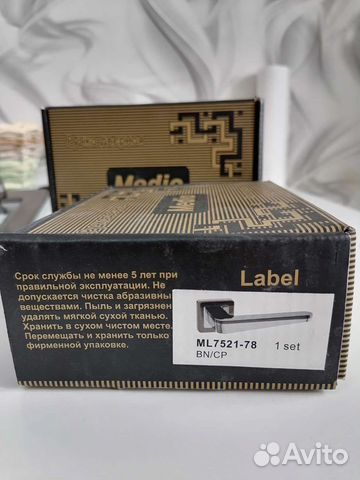 Medio
Срок службы не менее 5 лет при
правильной эксплуатации. Не
допускается чистка абразивны
веществами. Пыль и загрязнен
удалять мягкой сухой тканью.
Хранить в сухом чистом месте.
Перемещать и хранить только
фирменной упаковке.
Label
ML7521-78 1 set
BN/CP
Avito